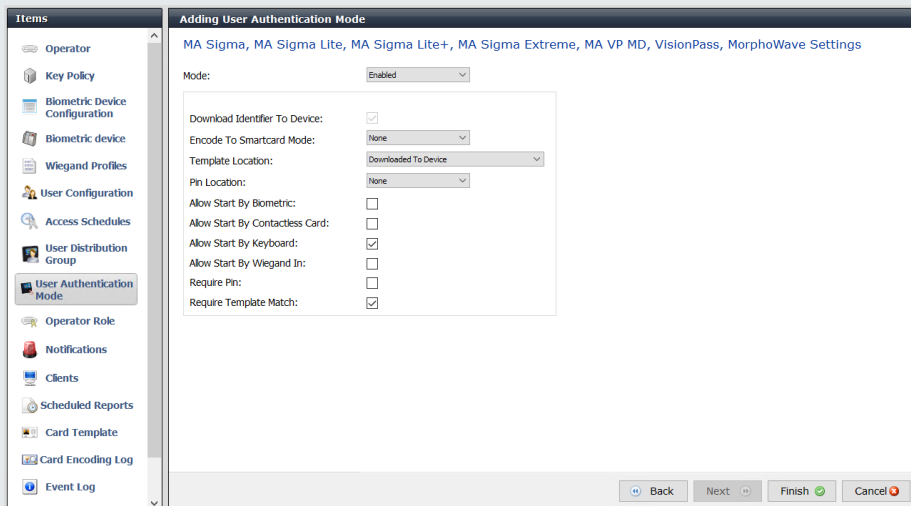 Items
Operator
Key Policy
Biometric Device
Configuration
Biometric device
Wiegand Profiles
User Configuration
Access Schedules
User Distribution
Group
User Authentication
Mode
Operator Role
Notifications
Clients
Scheduled Reports
Card Template
Card Encoding Log
Event Log
Adding User Authentication Mode
MA Sigma, MA Sigma Lite, MA Sigma Lite+, MA Sigma Extreme, MA VP MD, VisionPass, MorphoWave Settings
Mode: Enabled
Download Identifier To Device:
Encode To Smartcard Mode: None
Template Location: Downloaded To Device
Pin Location: None
Allow Start By Biometric:
Allow Start By Contactless Card:
Allow Start By Keyboard:
Allow Start By Wiegand In:
Require Pin:
Require Template Match:
Back Next Finish Cancel